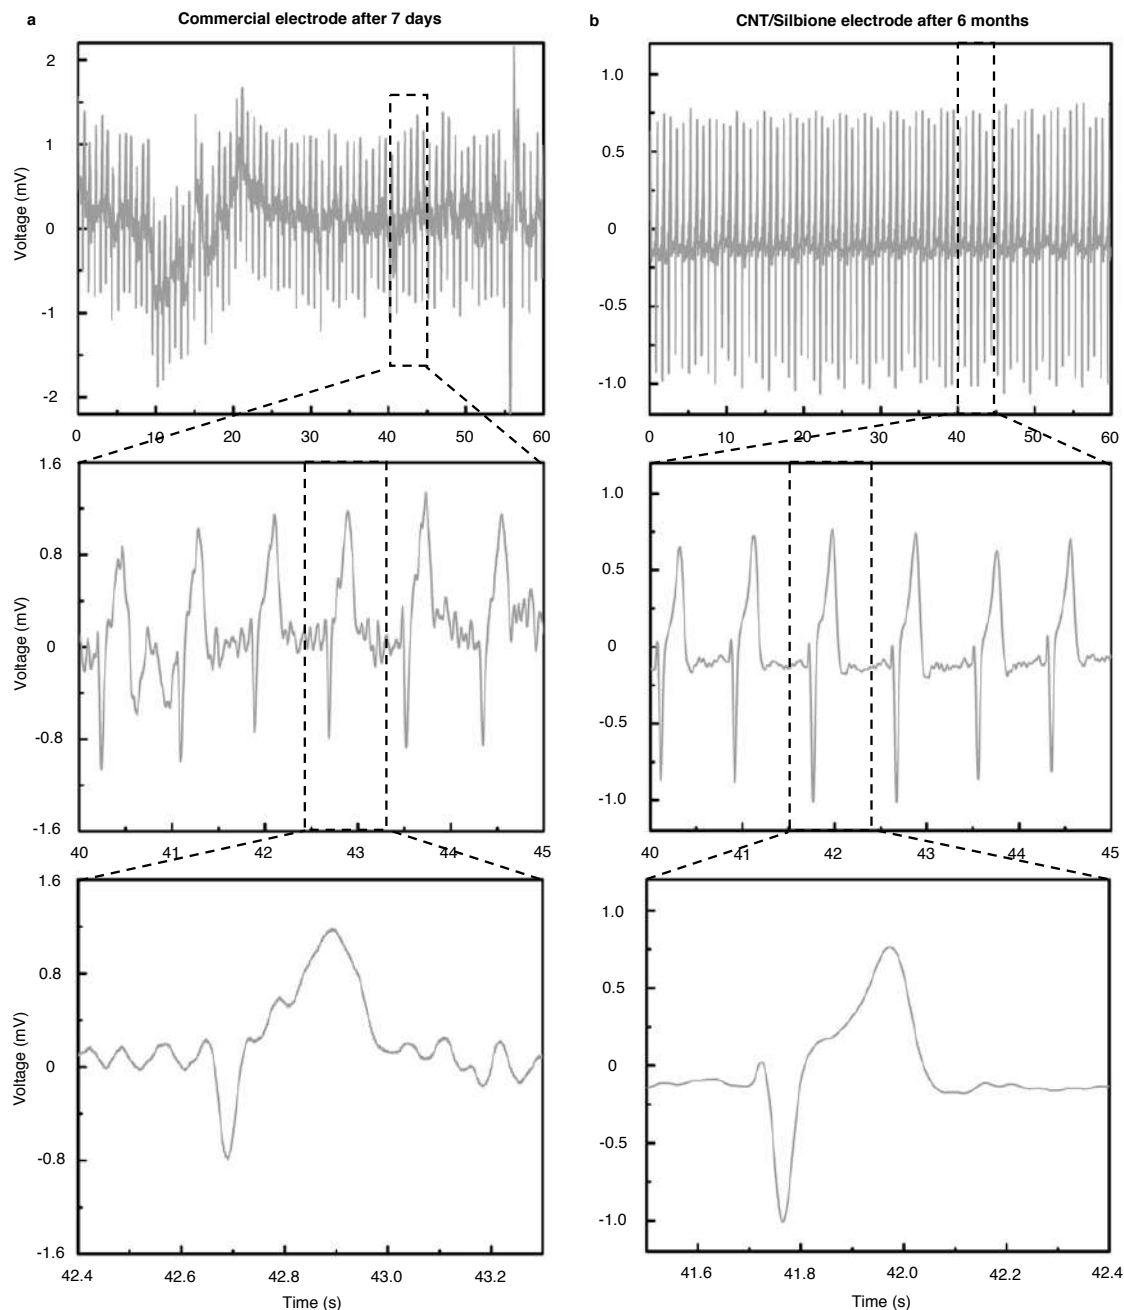 a Commercial electrode after 7 days
2
1
0
-1
-2
Voltage (mV)
0 10 20 30 40 50 60
1.6
0.8
0
-0.8
-1.6
Voltage (mV)
40 41 42 43 44 45
1.6
0.8
0
-0.8
-1.6
Voltage (mV)
42.4 42.6 42.8 43.0 43.2
Time (s)
b CNT/Silbione electrode after 6 months
1.0
0.5
0
-0.5
-1.0
Voltage (mV)
0 10 20 30 40 50 60
1.0
0.5
0
-0.5
-1.0
Voltage (mV)
40 41 42 43 44 45
1.0
0.5
0
-0.5
-1.0
Voltage (mV)
41.6 41.8 42.0 42.2 42.4
Time (s)